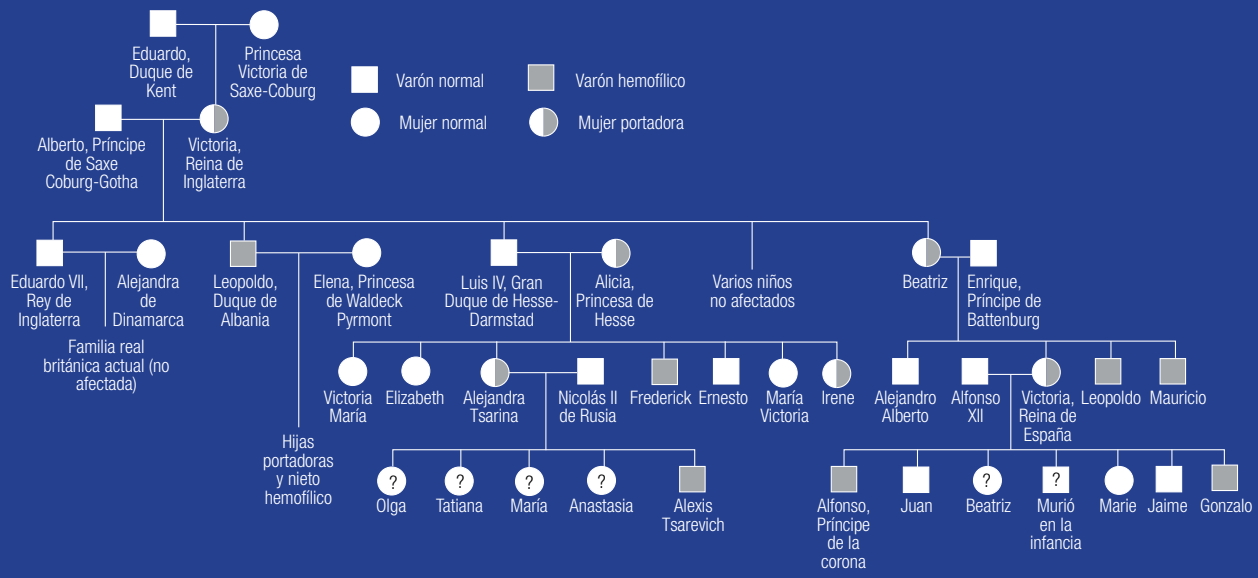 Eduardo,
Duque de
Kent
Princesa
Victoria de
Saxe-Coburg
Varón normal
Varón hemofílico
Mujer normal
Mujer portadora
Alberto, Príncipe
de Saxe
Coburg-Gotha
Victoria,
Reina de
Inglaterra
Eduardo VII,
Rey de
Inglaterra
Alejandra
de
Dinamarca
Leopoldo,
Duque de
Albania
Elena, Princesa
de Waldeck
Pyrmont
Luis IV, Gran
Duque de Hesse-
Darmstad
Alicia,
Princesa de
Hesse
Varios niños
no afectados
Beatriz
Enrique,
Príncipe de
Battenburg
Familia real
británica actual (no
afectada)
Hijas
portadoras
y nieto
hemofílico
Victoria
María
Elizabeth
Alejandra
Tsarina
Nicolás II
de Rusia
Frederick
Ernesto
María
Victoria
Irene
Alejandro
Alberto
Alfonso
XII
Victoria,
Reina de
España
Leopoldo
Mauricio
?
Olga
?
Tatiana
?
María
?
Anastasia
Alexis
Tsarevich
Alfonso,
Príncipe
de la
corona
Juan
?
Beatriz
?
Murió
en la
infancia
Marie
Jaime
Gonzalo